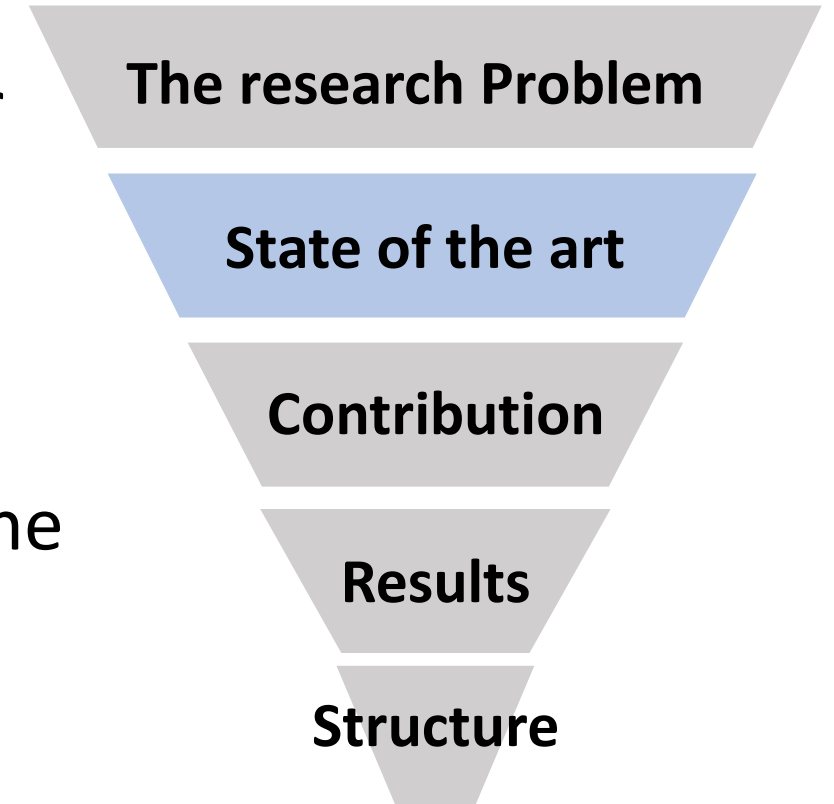 The research Problem
State of the art
Contribution
Results
Structure